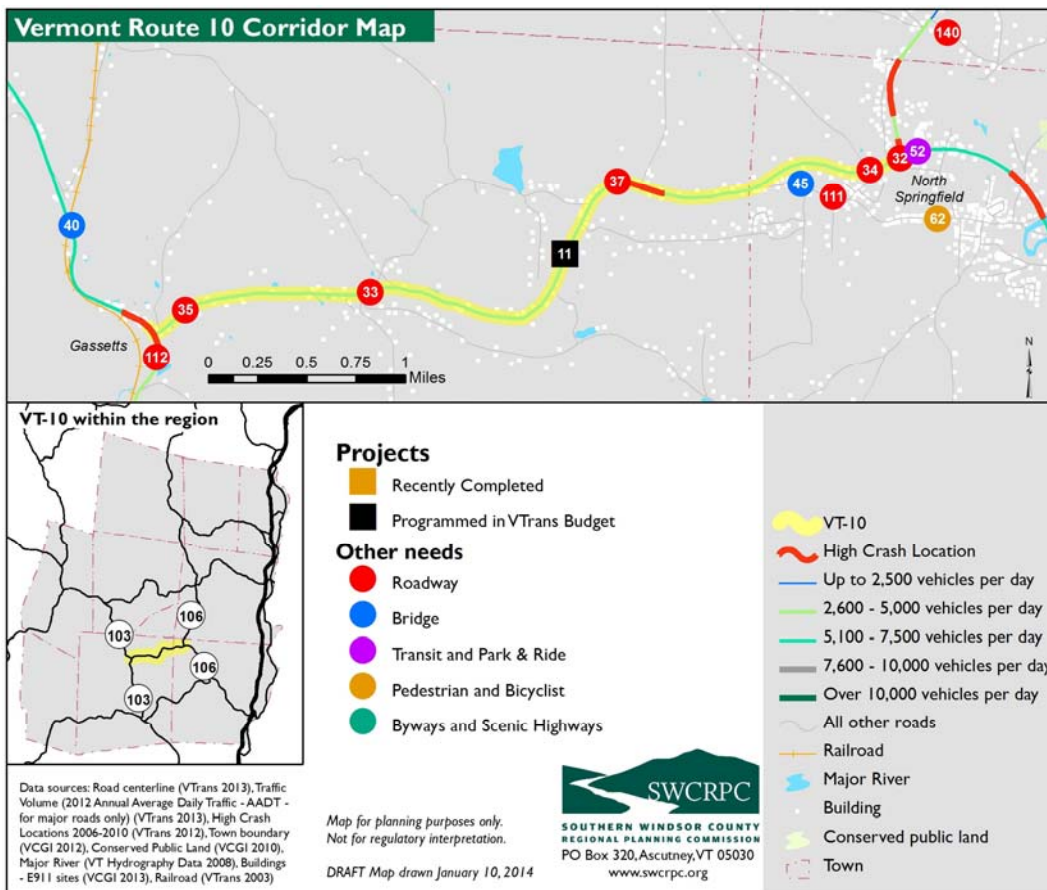 Vermont Route 10 Corridor Map
140
32
52
34
37
45
111
North
Springfield
62
40
11
35
33
Gassetts
112
0 0.25 0.5 0.75 1
Miles
N
VT-10 within the region
103
106
106
103
Data sources: Road centerline (VTrans 2013), Traffic
Volume (2012 Annual Average Daily Traffic - AADT -
for major roads only) (VTrans 2013), High Crash
Locations 2006-2010 (VTrans 2012), Town boundary
(VCGI 2012), Conserved Public Land (VCGI 2010),
Major River (VT Hydrography Data 2008), Buildings
- E911 sites (VCGI 2013), Railroad (VTrans 2003)
Projects
Recently Completed
Programmed in VTrans Budget
Other needs
Roadway
Bridge
Transit and Park & Ride
Pedestrian and Bicyclist
Byways and Scenic Highways
Map for planning purposes only.
Not for regulatory interpretation.
DRAFT Map drawn January 10, 2014
SWCRPC
SOUTHERN WINDSOR COUNTY
REGIONAL PLANNING COMMISSION
PO Box 320, Ascutney, VT 05030
www.swcrpc.org
VT-10
High Crash Location
Up to 2,500 vehicles per day
2,600 - 5,000 vehicles per day
5,100 - 7,500 vehicles per day
7,600 - 10,000 vehicles per day
Over 10,000 vehicles per day
All other roads
Railroad
Major River
Building
Conserved public land
Town